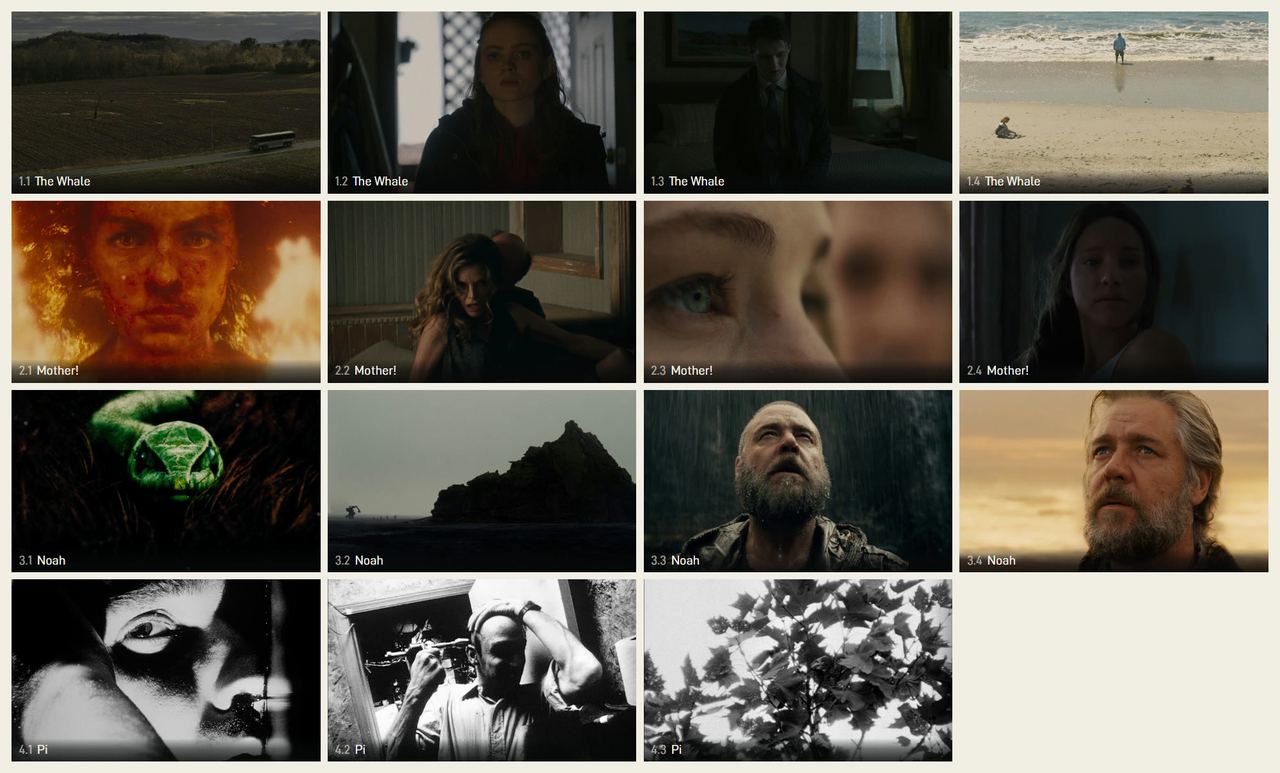 1.1 The Whale
1.2 The Whale
1.3 The Whale
1.4 The Whale
2.1 Mother!
2.2 Mother!
2.3 Mother!
2.4 Mother!
3.1 Noah
3.2 Noah
3.3 Noah
3.4 Noah
4.1 Pi
4.2 Pi
4.3 Pi